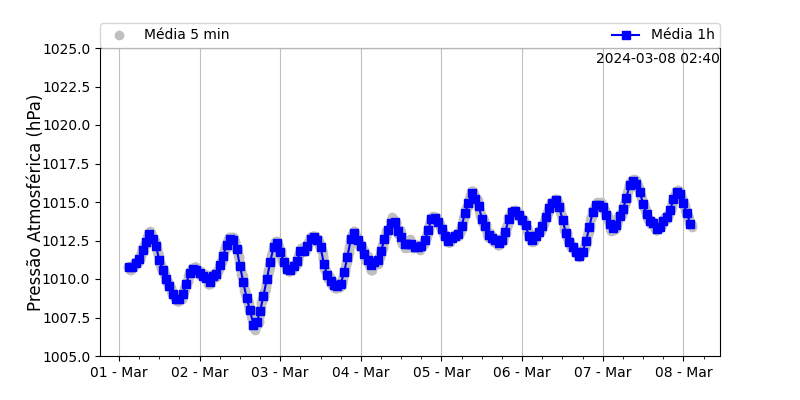 Média 5 min
Média 1h
2024-03-08 02:40
Pressão Atmosférica (hPa)
1025.0
1022.5
1020.0
1017.5
1015.0
1012.5
1010.0
1007.5
1005.0
01 - Mar
02 - Mar
03 - Mar
04 - Mar
05 - Mar
06 - Mar
07 - Mar
08 - Mar